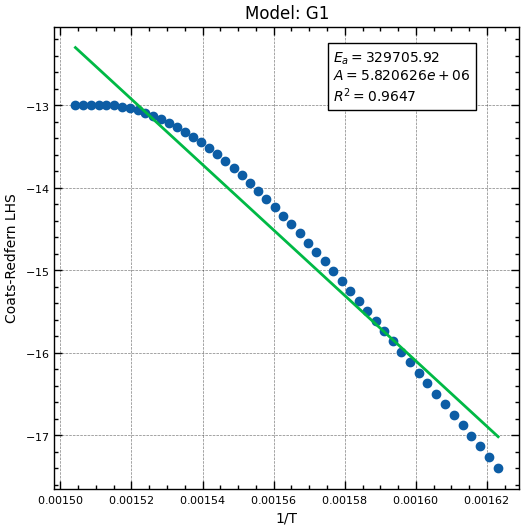 Model: G1
E_a = 329705.92
A = 5.820626e + 06
R^2 = 0.9647
−13
−14
−15
−16
−17
Coats-Redfern LHS
0.00150 0.00152 0.00154 0.00156 0.00158 0.00160 0.00162
1/T